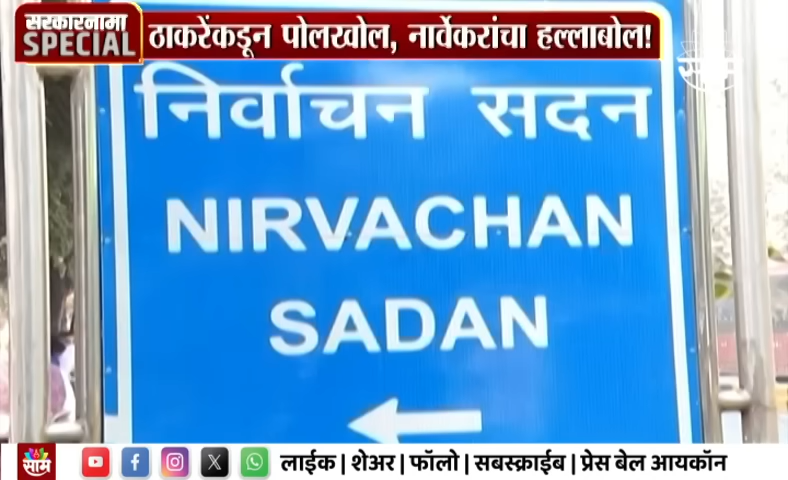 सरकारनामा
SPECIAL
ठाकरेंकडून पोलखोल, नार्वेकरांचा हल्लाबोल!
साम
निर्वाचन सदन
NIRVACHAN
SADAN
साम
लाईक | शेअर | फॉलो | सबस्क्राईब | प्रेस बेल आयकॉन